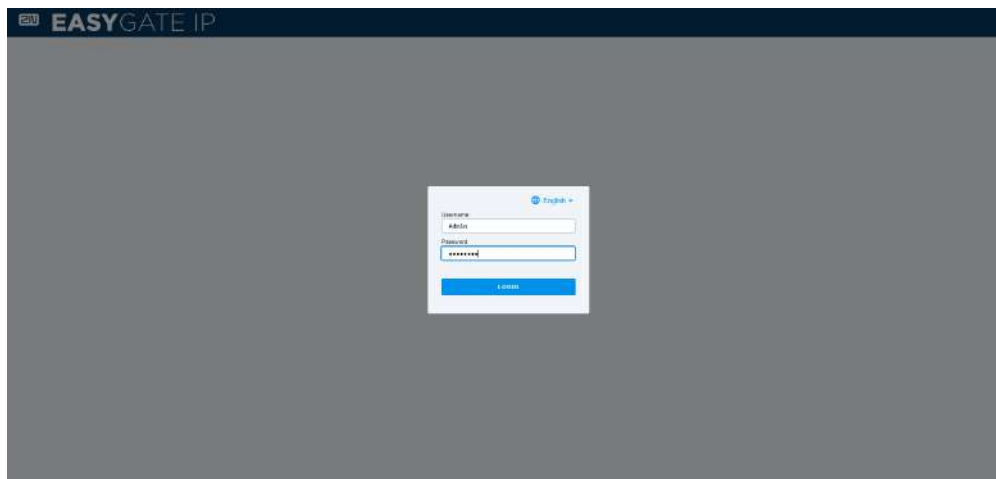 2N EASYGATE IP
English
Username
Admin
Password
••••••••
LOGIN